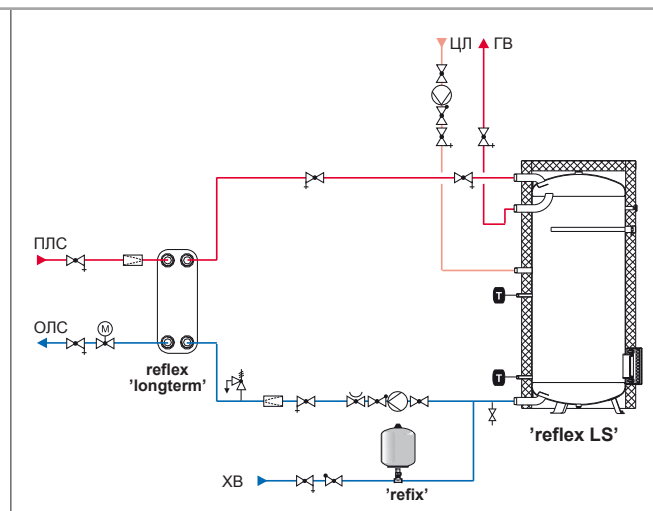 ЦЛ ГВ
ПЛС
T
ОЛС
M
reflex
'longterm'
T
'reflex LS'
ХВ
'refix'